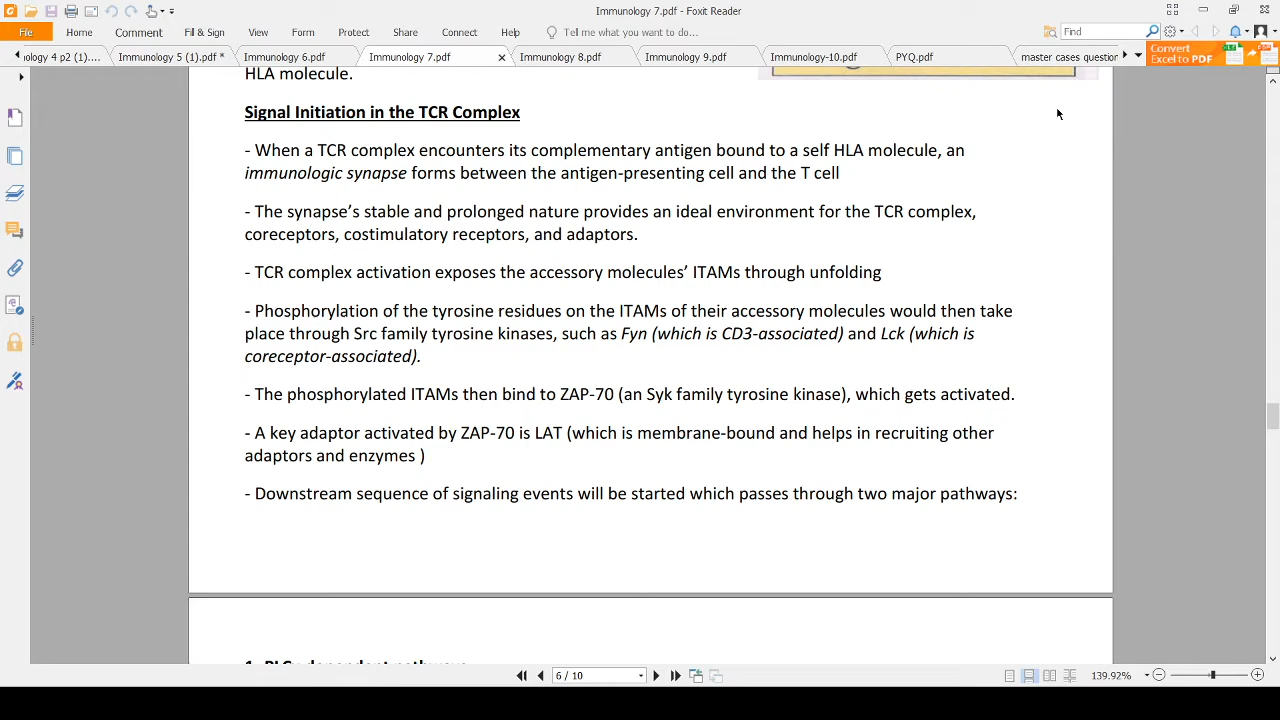 Immunology 7.pdf - Foxit Reader
File Home Comment Fill & Sign View Form Protect Share Connect Help Tell me what you want to do... Find
ology 4 p2 (1).... Immunology 5 (1).pdf * Immunology 6.pdf Immunology 7.pdf Immunology 8.pdf Immunology 9.pdf Immunology-10.pdf PYQ.pdf master cases question
Convert
Excel to PDF
HLA molecule.
Signal Initiation in the TCR Complex
- When a TCR complex encounters its complementary antigen bound to a self HLA molecule, an
immunologic synapse forms between the antigen-presenting cell and the T cell
- The synapse's stable and prolonged nature provides an ideal environment for the TCR complex,
coreceptors, costimulatory receptors, and adaptors.
- TCR complex activation exposes the accessory molecules' ITAMs through unfolding
- Phosphorylation of the tyrosine residues on the ITAMs of their accessory molecules would then take
place through Src family tyrosine kinases, such as Fyn (which is CD3-associated) and Lck (which is
coreceptor-associated).
- The phosphorylated ITAMs then bind to ZAP-70 (an Syk family tyrosine kinase), which gets activated.
- A key adaptor activated by ZAP-70 is LAT (which is membrane-bound and helps in recruiting other
adaptors and enzymes )
- Downstream sequence of signaling events will be started which passes through two major pathways:
6 / 10
139.92%